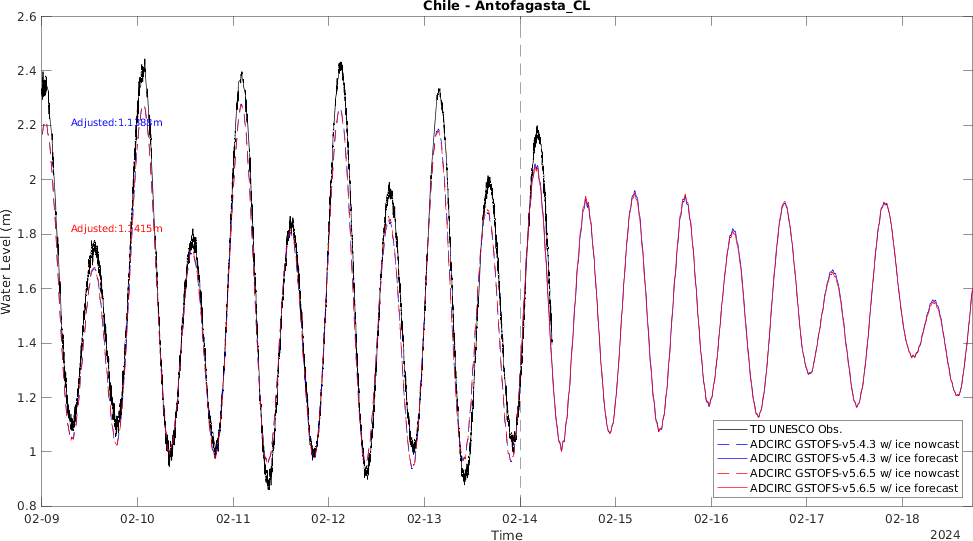 Chile - Antofagasta_CL
2.6
2.4
2.2
2
1.8
1.6
1.4
1.2
1
0.8
Water Level (m)
Adjusted:1.1383m
Adjusted:1.1415m
TD UNESCO Obs.
ADCIRC GSTOFS-v5.4.3 w/ ice nowcast
ADCIRC GSTOFS-v5.4.3 w/ ice forecast
ADCIRC GSTOFS-v5.6.5 w/ ice nowcast
ADCIRC GSTOFS-v5.6.5 w/ ice forecast
02-09 02-10 02-11 02-12 02-13 02-14 02-15 02-16 02-17 02-18
Time
2024